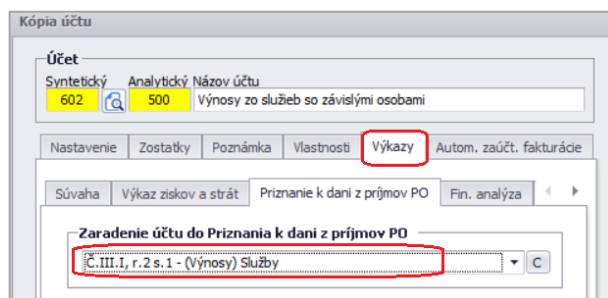 Kópia účtu
Účet
Syntetický Analytický Názov účtu
602 500 Výnosy zo služieb so závislými osobami
Nastavenie Zostatky Poznámka Vlastnosti Výkazy Autom. zaúčt. fakturácie
Súvaha Výkaz ziskov a strát Priznanie k dani z príjmov PO Fin. analýza
Zaradenie účtu do Priznania k dani z príjmov PO
Č.III.I, r.2 s.1 - (Výnosy) Služby C